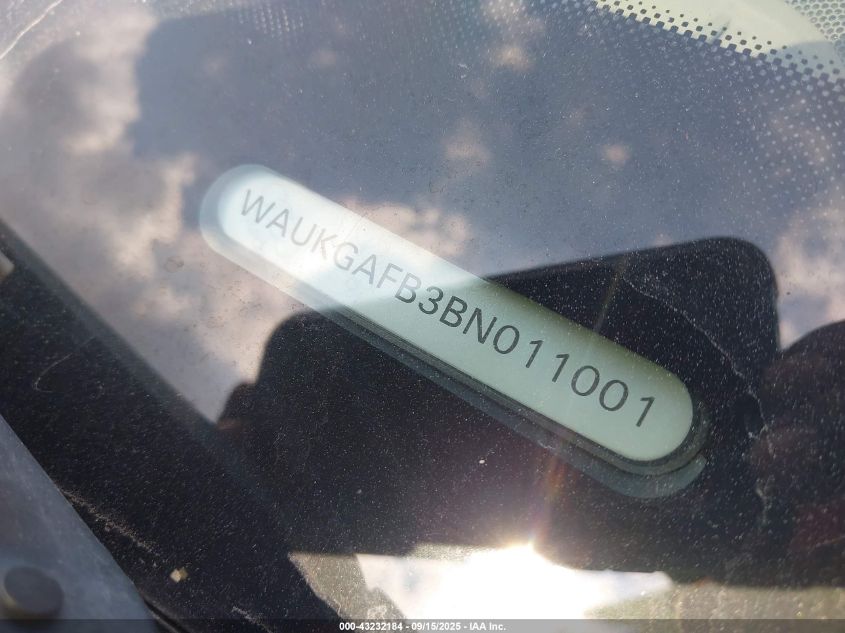 WAUKGAFB3BN011001
000-43232184 - 09/15/2025 - IAA Inc.